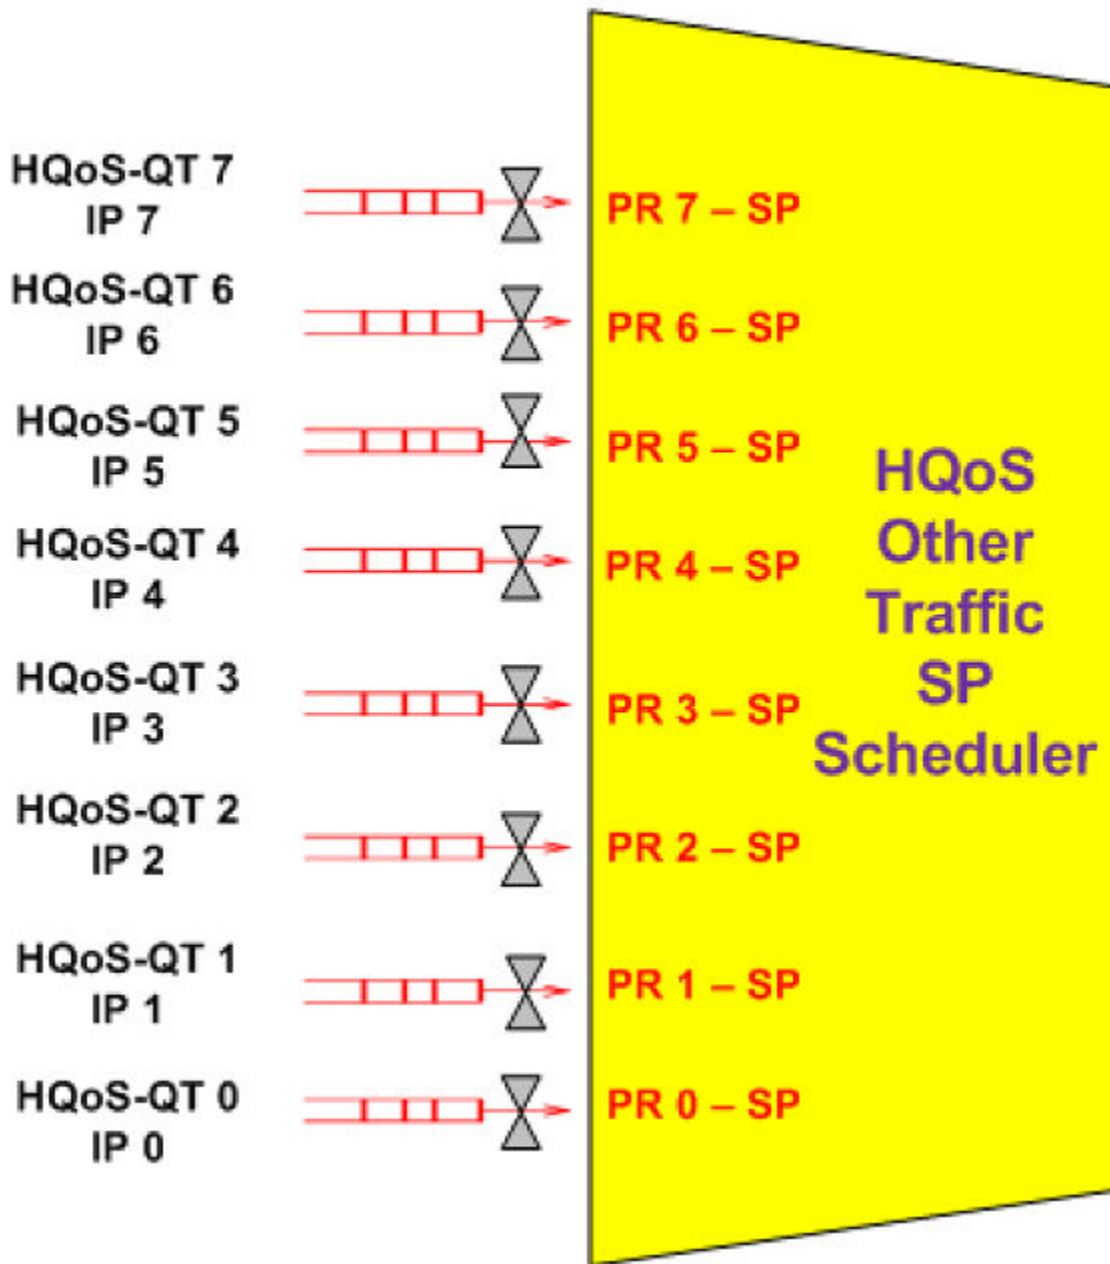 HQoS-QT 7
IP 7
PR 7 – SP
HQoS-QT 6
IP 6
PR 6 – SP
HQoS-QT 5
IP 5
PR 5 – SP
HQoS-QT 4
IP 4
PR 4 – SP
HQoS-QT 3
IP 3
PR 3 – SP
HQoS-QT 2
IP 2
PR 2 – SP
HQoS-QT 1
IP 1
PR 1 – SP
HQoS-QT 0
IP 0
PR 0 – SP
HQoS
Other
Traffic
SP
Scheduler